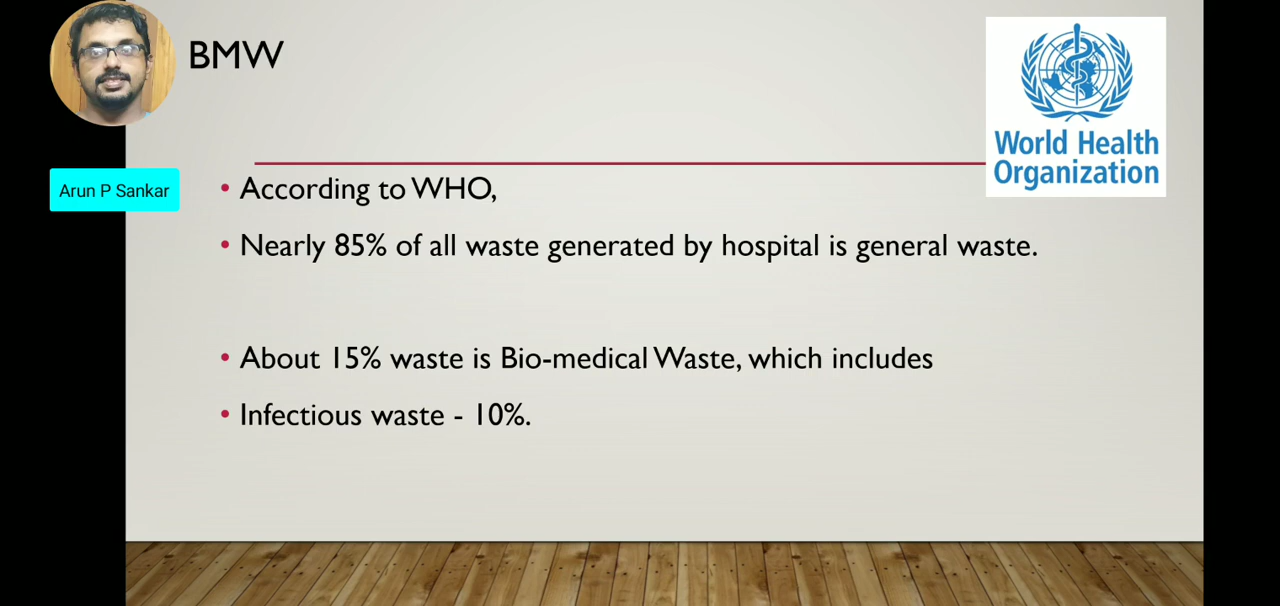 BMW
World Health
Organization
Arun P Sankar
• According to WHO,
• Nearly 85% of all waste generated by hospital is general waste.
• About 15% waste is Bio-medical Waste, which includes
• Infectious waste - 10%.